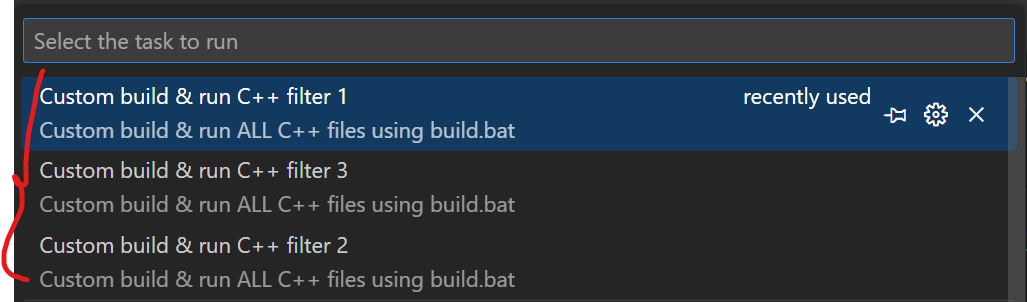 Select the task to run
Custom build & run C++ filter 1 recently used
Custom build & run ALL C++ files using build.bat
Custom build & run C++ filter 3
Custom build & run ALL C++ files using build.bat
Custom build & run C++ filter 2
Custom build & run ALL C++ files using build.bat